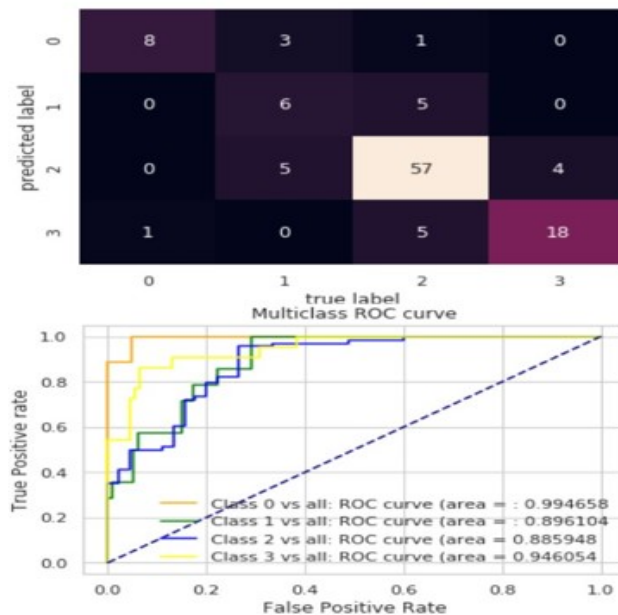 predicted label
0 8 3 1 0
1 0 6 5 0
2 0 5 57 4
3 1 0 5 18
0 1 2 3
true label
Multiclass ROC curve
True Positive rate
1.0
0.8
0.6
0.4
0.2
0.0
Class 0 vs all: ROC curve (area = : 0.994658
Class 1 vs all: ROC curve (area = : 0.896104
Class 2 vs all: ROC curve (area = 0.885948
Class 3 vs all: ROC curve (area = 0.946054
0.0 0.2 0.4 0.6 0.8 1.0
False Positive Rate